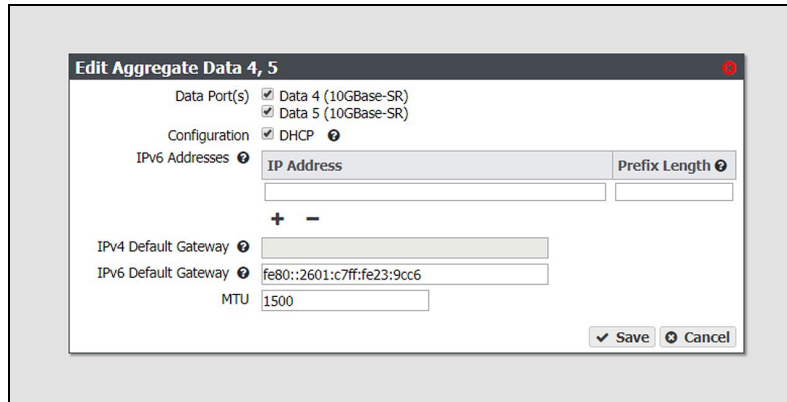 Edit Aggregate Data 4, 5
Data Port(s) Data 4 (10GBase-SR)
Data 5 (10GBase-SR)
Configuration DHCP
IPv6 Addresses IP Address Prefix Length
IPv4 Default Gateway
IPv6 Default Gateway fe80::2601:c7ff:fe23:9cc6
MTU 1500
Save Cancel